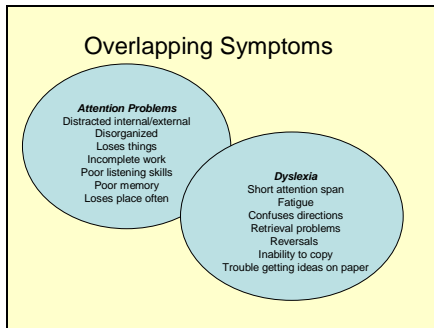 Overlapping Symptoms
Attention Problems
Distracted internal/external
Disorganized
Loses things
Incomplete work
Poor listening skills
Poor memory
Loses place often
Dyslexia
Short attention span
Fatigue
Confuses directions
Retrieval problems
Reversals
Inability to copy
Trouble getting ideas on paper